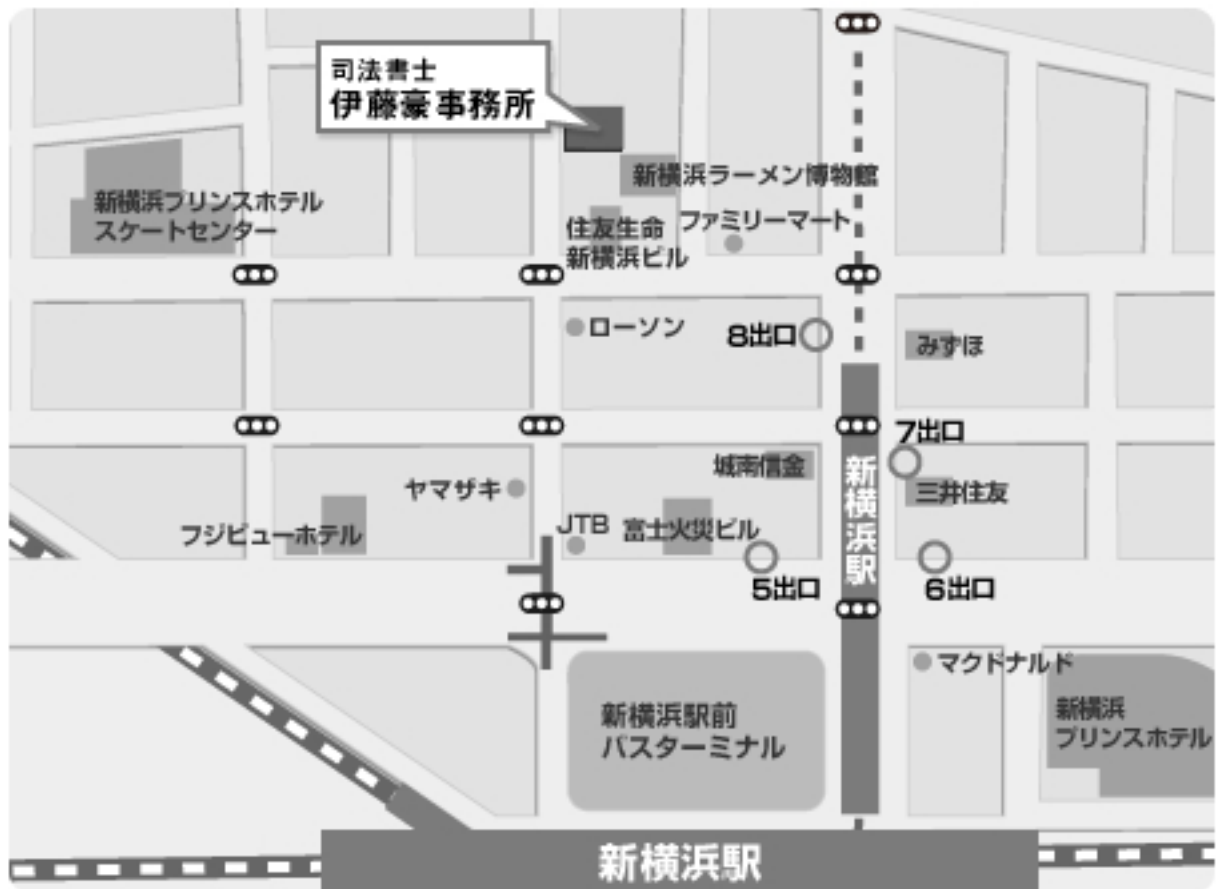 司法書士
伊藤豪事務所
新横浜ラーメン博物館
新横浜プリンスホテル
スケートセンター
住友生命
新横浜ビル
ファミリーマート
ローソン
8出口
みずほ
7出口
城南信金
新横浜駅
三井住友
ヤマザキ
フジビューホテル
JTB
富士火災ビル
5出口
6出口
マクドナルド
新横浜駅前
バスターミナル
新横浜
プリンスホテル
新横浜駅